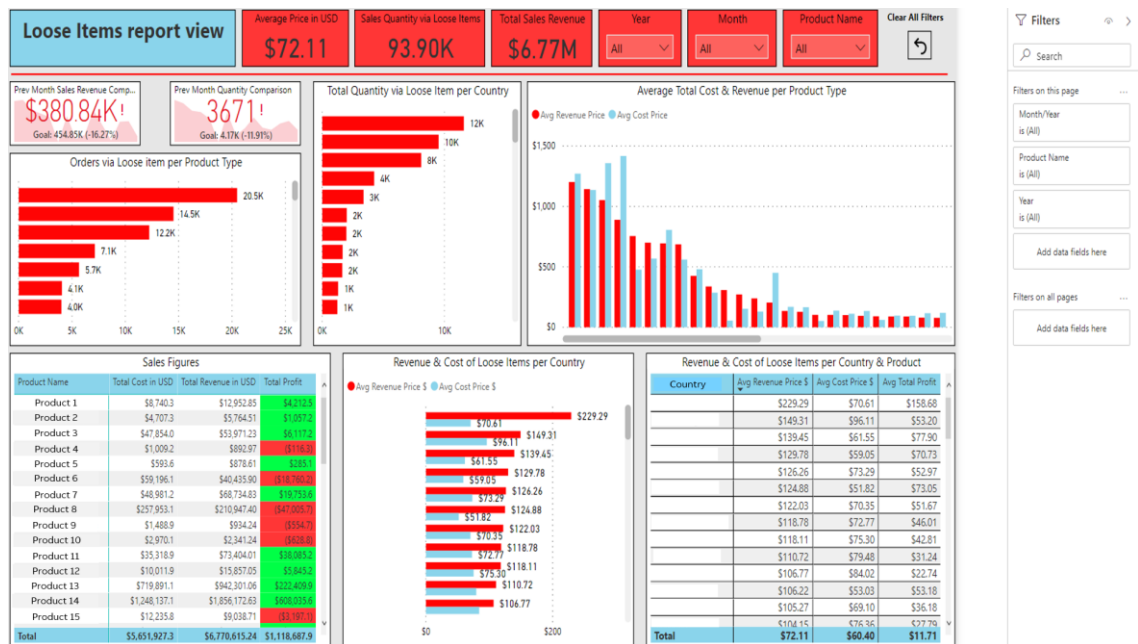 Loose Items report view
Average Price in USD
$72.11
Sales Quantity via Loose Items
93.90K
Total Sales Revenue
$6.77M
Year
All
Month
All
Product Name
All
Clear All Filters
Prev Month Sales Revenue Comp...
$380.84K!
Goal: 454.85K (-16.27%)
Prev Month Quantity Comparison
3671!
Goal: 4.17K (-11.91%)
Orders via Loose item per Product Type
20.5K
14.5K
12.2K
7.1K
5.7K
4.1K
4.0K
0K 5K 10K 15K 20K 25K
Total Quantity via Loose Item per Country
12K
10K
8K
4K
3K
2K
2K
2K
2K
1K
1K
0K 10K
Average Total Cost & Revenue per Product Type
Avg Revenue Price Avg Cost Price
$1,500
$1,000
$500
$0
Sales Figures
Product Name Total Cost in USD Total Revenue in USD Total Profit
Product 1 $8,740.3 $12,952.85 $4,212.5
Product 2 $4,707.3 $5,764.51 $1,057.2
Product 3 $47,854.0 $53,971.23 $6,117.2
Product 4 $1,009.2 $892.97 ($116.3)
Product 5 $593.6 $878.61 $285.1
Product 6 $59,196.1 $40,435.90 ($18,760.2)
Product 7 $48,981.2 $68,734.83 $19,753.6
Product 8 $257,953.1 $210,947.40 ($47,005.7)
Product 9 $1,488.9 $934.24 ($554.7)
Product 10 $2,970.1 $2,341.24 ($628.8)
Product 11 $35,318.9 $73,404.01 $38,085.2
Product 12 $10,011.9 $15,857.05 $5,845.2
Product 13 $719,891.1 $942,301.06 $222,409.9
Product 14 $1,248,137.1 $1,856,172.63 $608,035.6
Product 15 $12,235.8 $9,038.71 ($3,197.1)
Total $5,651,927.3 $6,770,615.24 $1,118,687.9
Revenue & Cost of Loose Items per Country
Avg Revenue Price $ Avg Cost Price $
$229.29
$70.61
$149.31
$96.11
$139.45
$61.55
$129.78
$59.05
$126.26
$73.29
$124.88
$51.82
$122.03
$70.35
$118.78
$72.77
$118.11
$75.30
$110.72
$106.77
$0 $200
Revenue & Cost of Loose Items per Country & Product
Country Avg Revenue Price $ Avg Cost Price $ Avg Total Profit
$229.29 $70.61 $158.68
$149.31 $96.11 $53.20
$139.45 $61.55 $77.90
$129.78 $59.05 $70.73
$126.26 $73.29 $52.97
$124.88 $51.82 $73.05
$122.03 $70.35 $51.67
$118.78 $72.77 $46.01
$118.11 $75.30 $42.81
$110.72 $79.48 $31.24
$106.77 $84.02 $22.74
$106.22 $53.03 $53.18
$105.27 $69.10 $36.18
$104.15 $76.36 $27.79
Total $72.11 $60.40 $11.71
Filters
Search
Filters on this page
Month/Year
is (All)
Product Name
is (All)
Year
is (All)
Add data fields here
Filters on all pages
Add data fields here